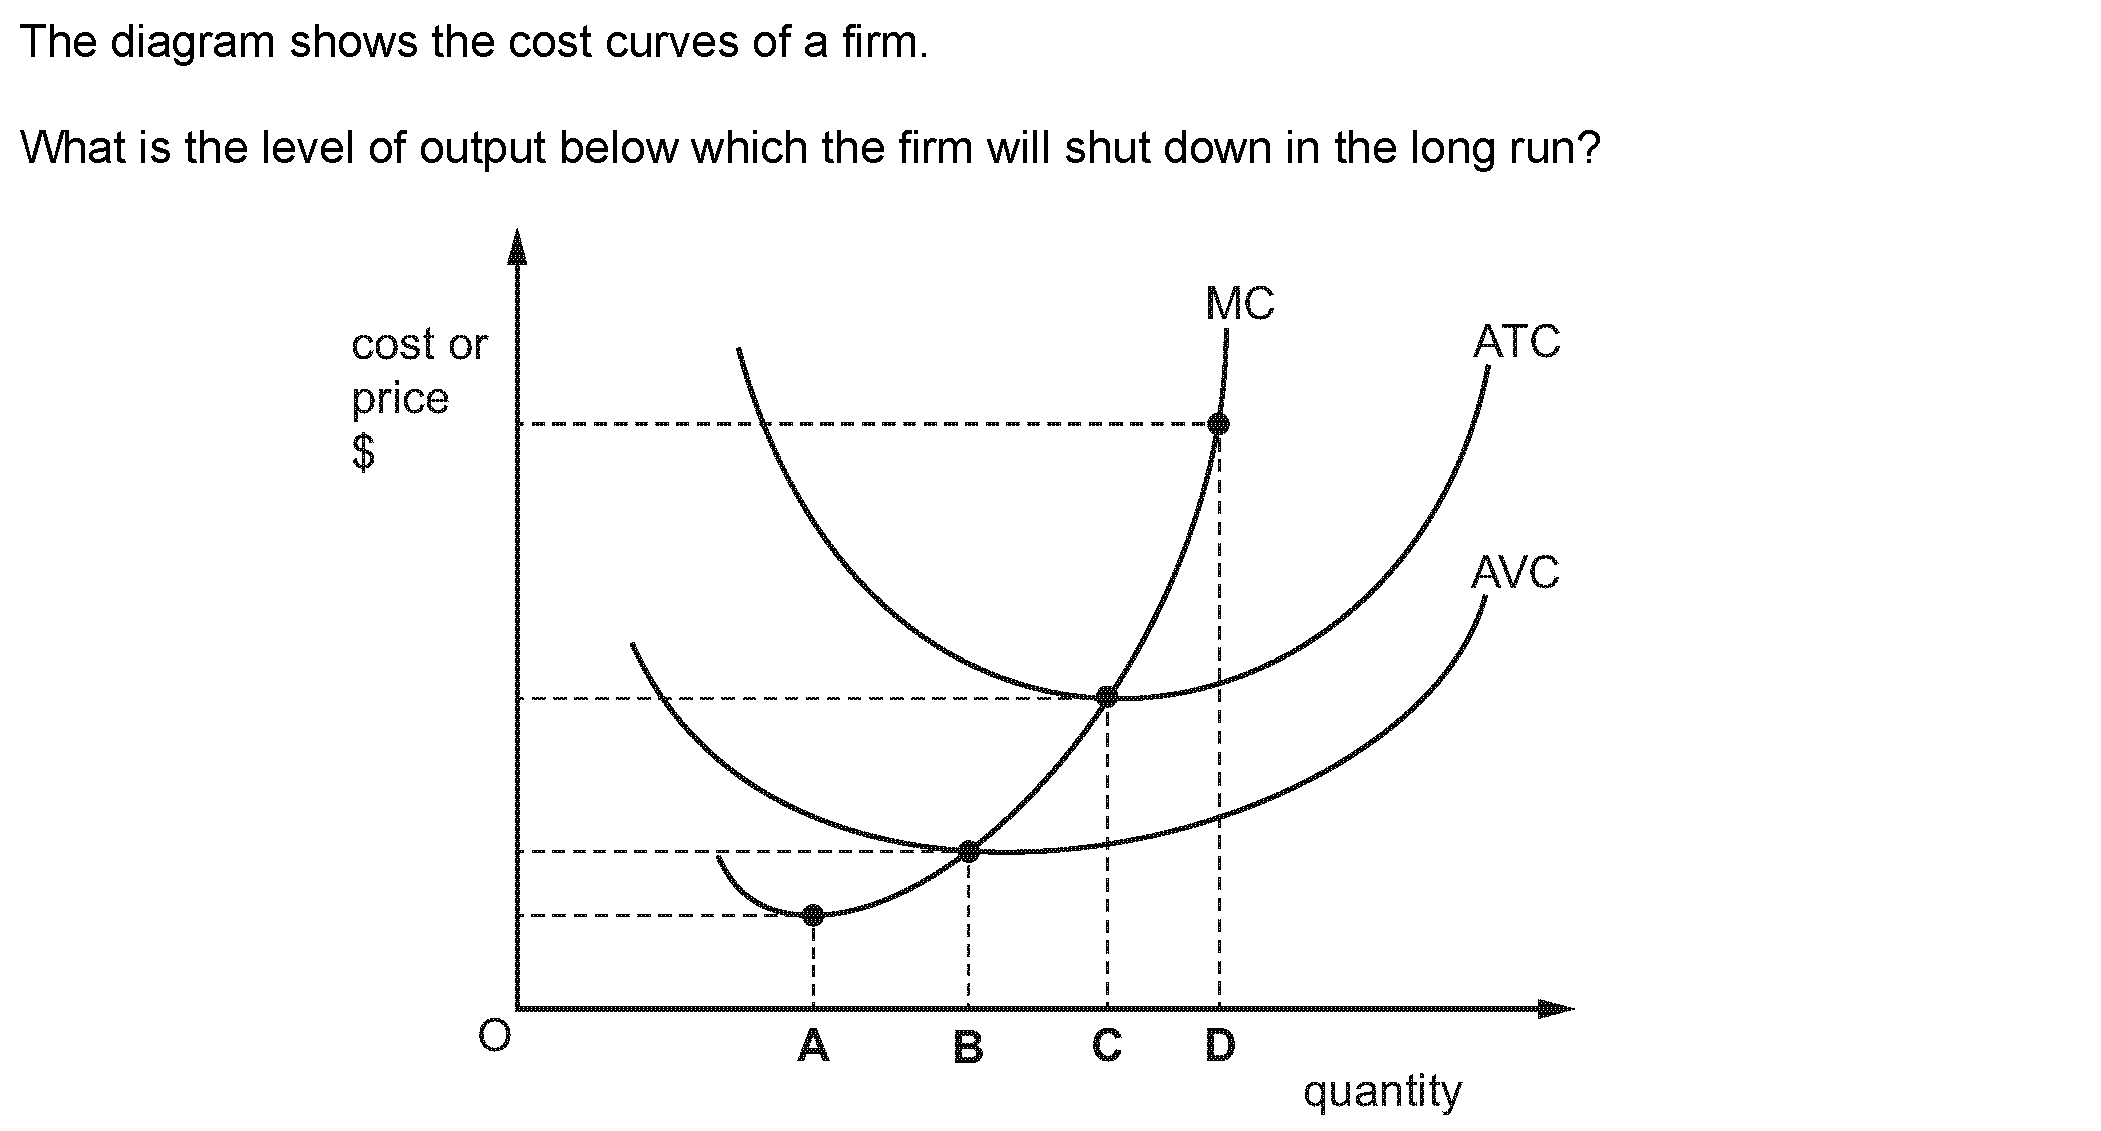 The diagram shows the cost curves of a firm.
What is the level of output below which the firm will shut down in the long run?
MC
ATC
cost or
price
$
AVC
O
A
B
C
D
quantity